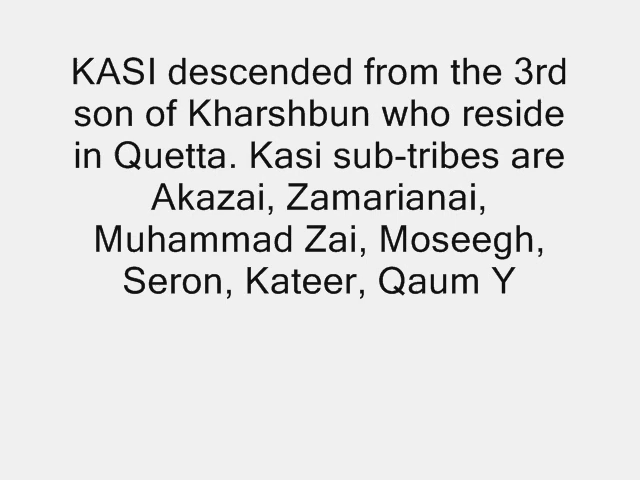 KASI descended from the 3rd
son of Kharshbun who reside
in Quetta. Kasi sub-tribes are
Akazai, Zamarianai,
Muhammad Zai, Moseegh,
Seron, Kateer, Qaum Y